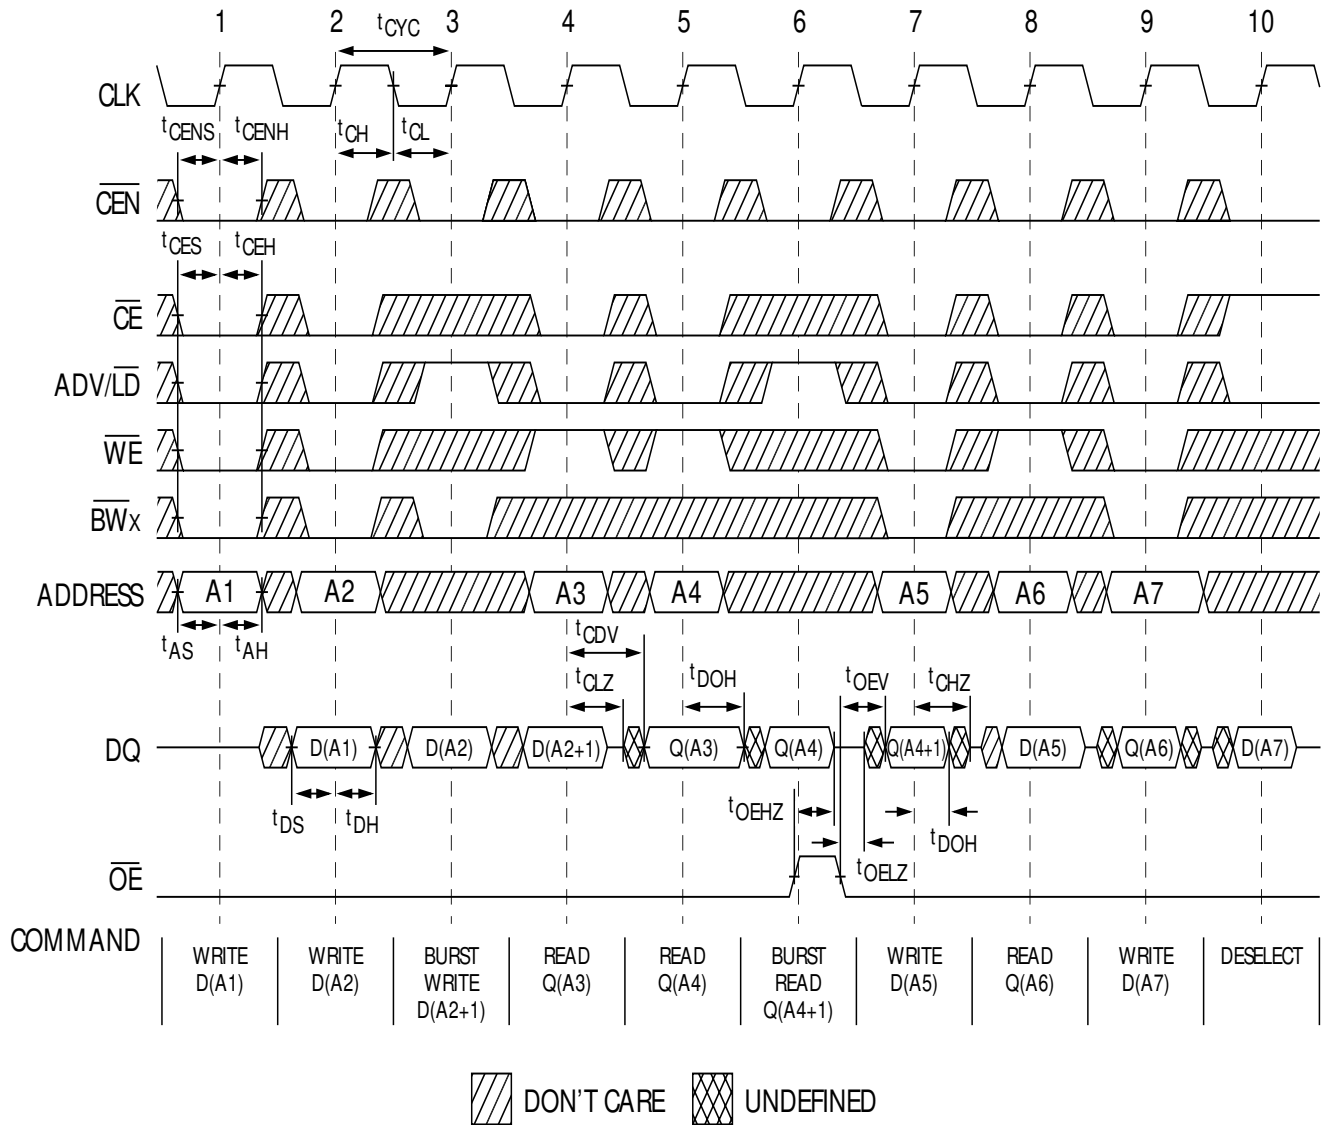 1 2 tCYC 3 4 5 6 7 8 9 10
CLK
tCENS tCENH tCH tCL
CEN
tCES tCEH
CE
ADV/LD
WE
BWX
ADDRESS A1 A2 A3 A4 A5 A6 A7
tAS tAH tCDV
tCLZ tDOH tOEV tCHZ
DQ D(A1) D(A2) D(A2+1) Q(A3) Q(A4) Q(A4+1) D(A5) Q(A6) D(A7)
tDS tDH tOEHZ tDOH
tOELZ
OE
COMMAND
WRITE
D(A1)
WRITE
D(A2)
BURST
WRITE
D(A2+1)
READ
Q(A3)
READ
Q(A4)
BURST
READ
Q(A4+1)
WRITE
D(A5)
READ
Q(A6)
WRITE
D(A7)
DESELECT
DON'T CARE UNDEFINED